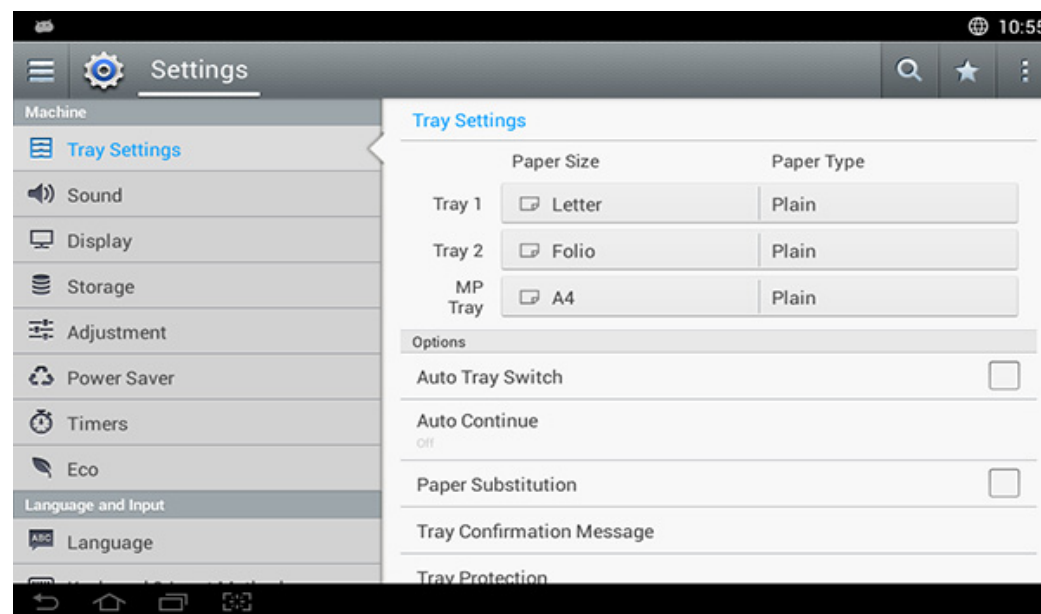 10:55
Settings
Machine
Tray Settings
Sound
Display
Storage
Adjustment
Power Saver
Timers
Eco
Language and Input
ABC
Language
Tray Settings
Paper Size Paper Type
Tray 1 Letter Plain
Tray 2 Folio Plain
MP
Tray A4 Plain
Options
Auto Tray Switch
Auto Continue
Off
Paper Substitution
Tray Confirmation Message
Tray Protection